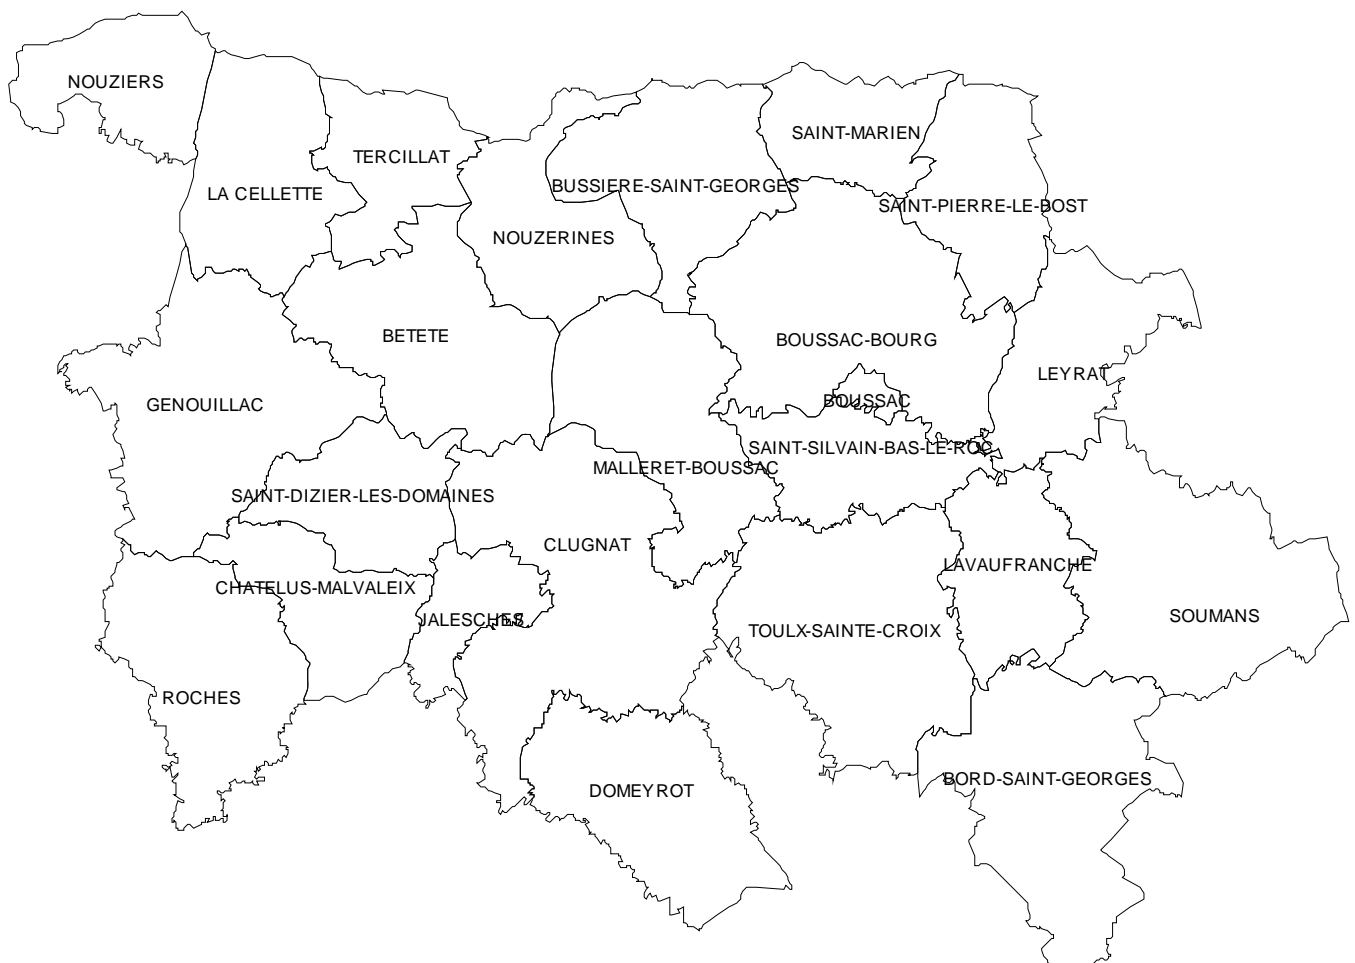 NOUZIERS
SAINT-MARIEN
TERCILLAT
BUSSIERE-SAINT-GEORGES
LA CELLETTE
SAINT-PIERRE-LE-BOST
NOUZERINES
BETETE
BOUSSAC-BOURG
LEYRAT
BOUSSAC
GENOUILLAC
SAINT-SILVAIN-BAS-LE-ROC
MALLERET-BOUSSAC
SAINT-DIZIER-LES-DOMAINES
CLUGNAT
LAVAUFRANCHE
CHATELUS-MALVALEIX
SOUMANS
JALESCHES
TOULX-SAINTE-CROIX
ROCHES
BORD-SAINT-GEORGES
DOMEYROT